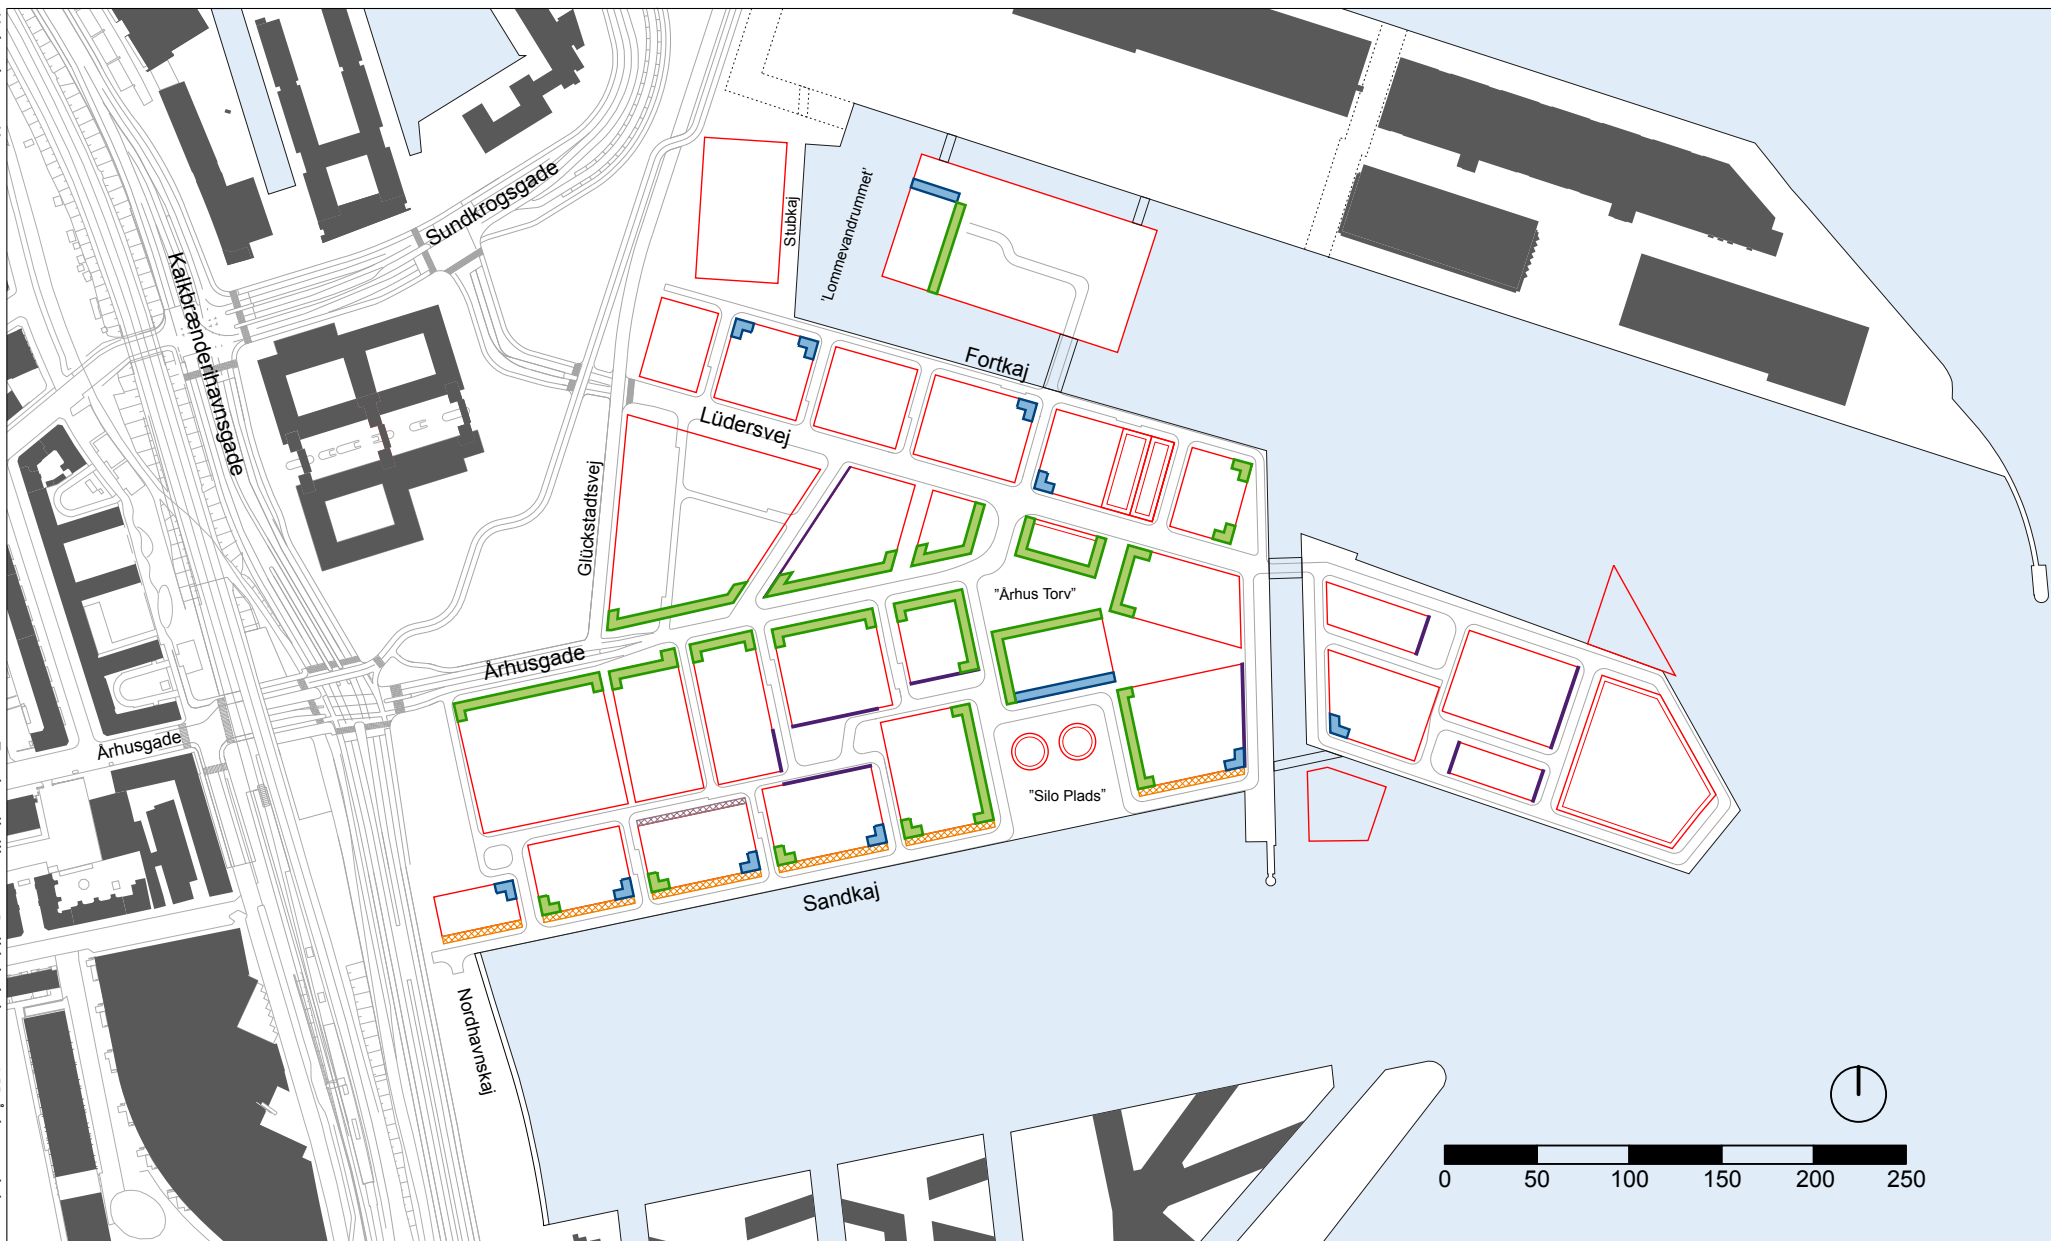 Sundkrogsgade
Kalkbrænderihavnsgade
Stubkaj
'Lommevandrummet'
Fortkaj
Lüdersvej
Glückstadtsvej
"Århus Torv"
Århusgade
Århusgade
"Silo Plads"
Sandkaj
Nordhavnskaj
0 50 100 150 200 250